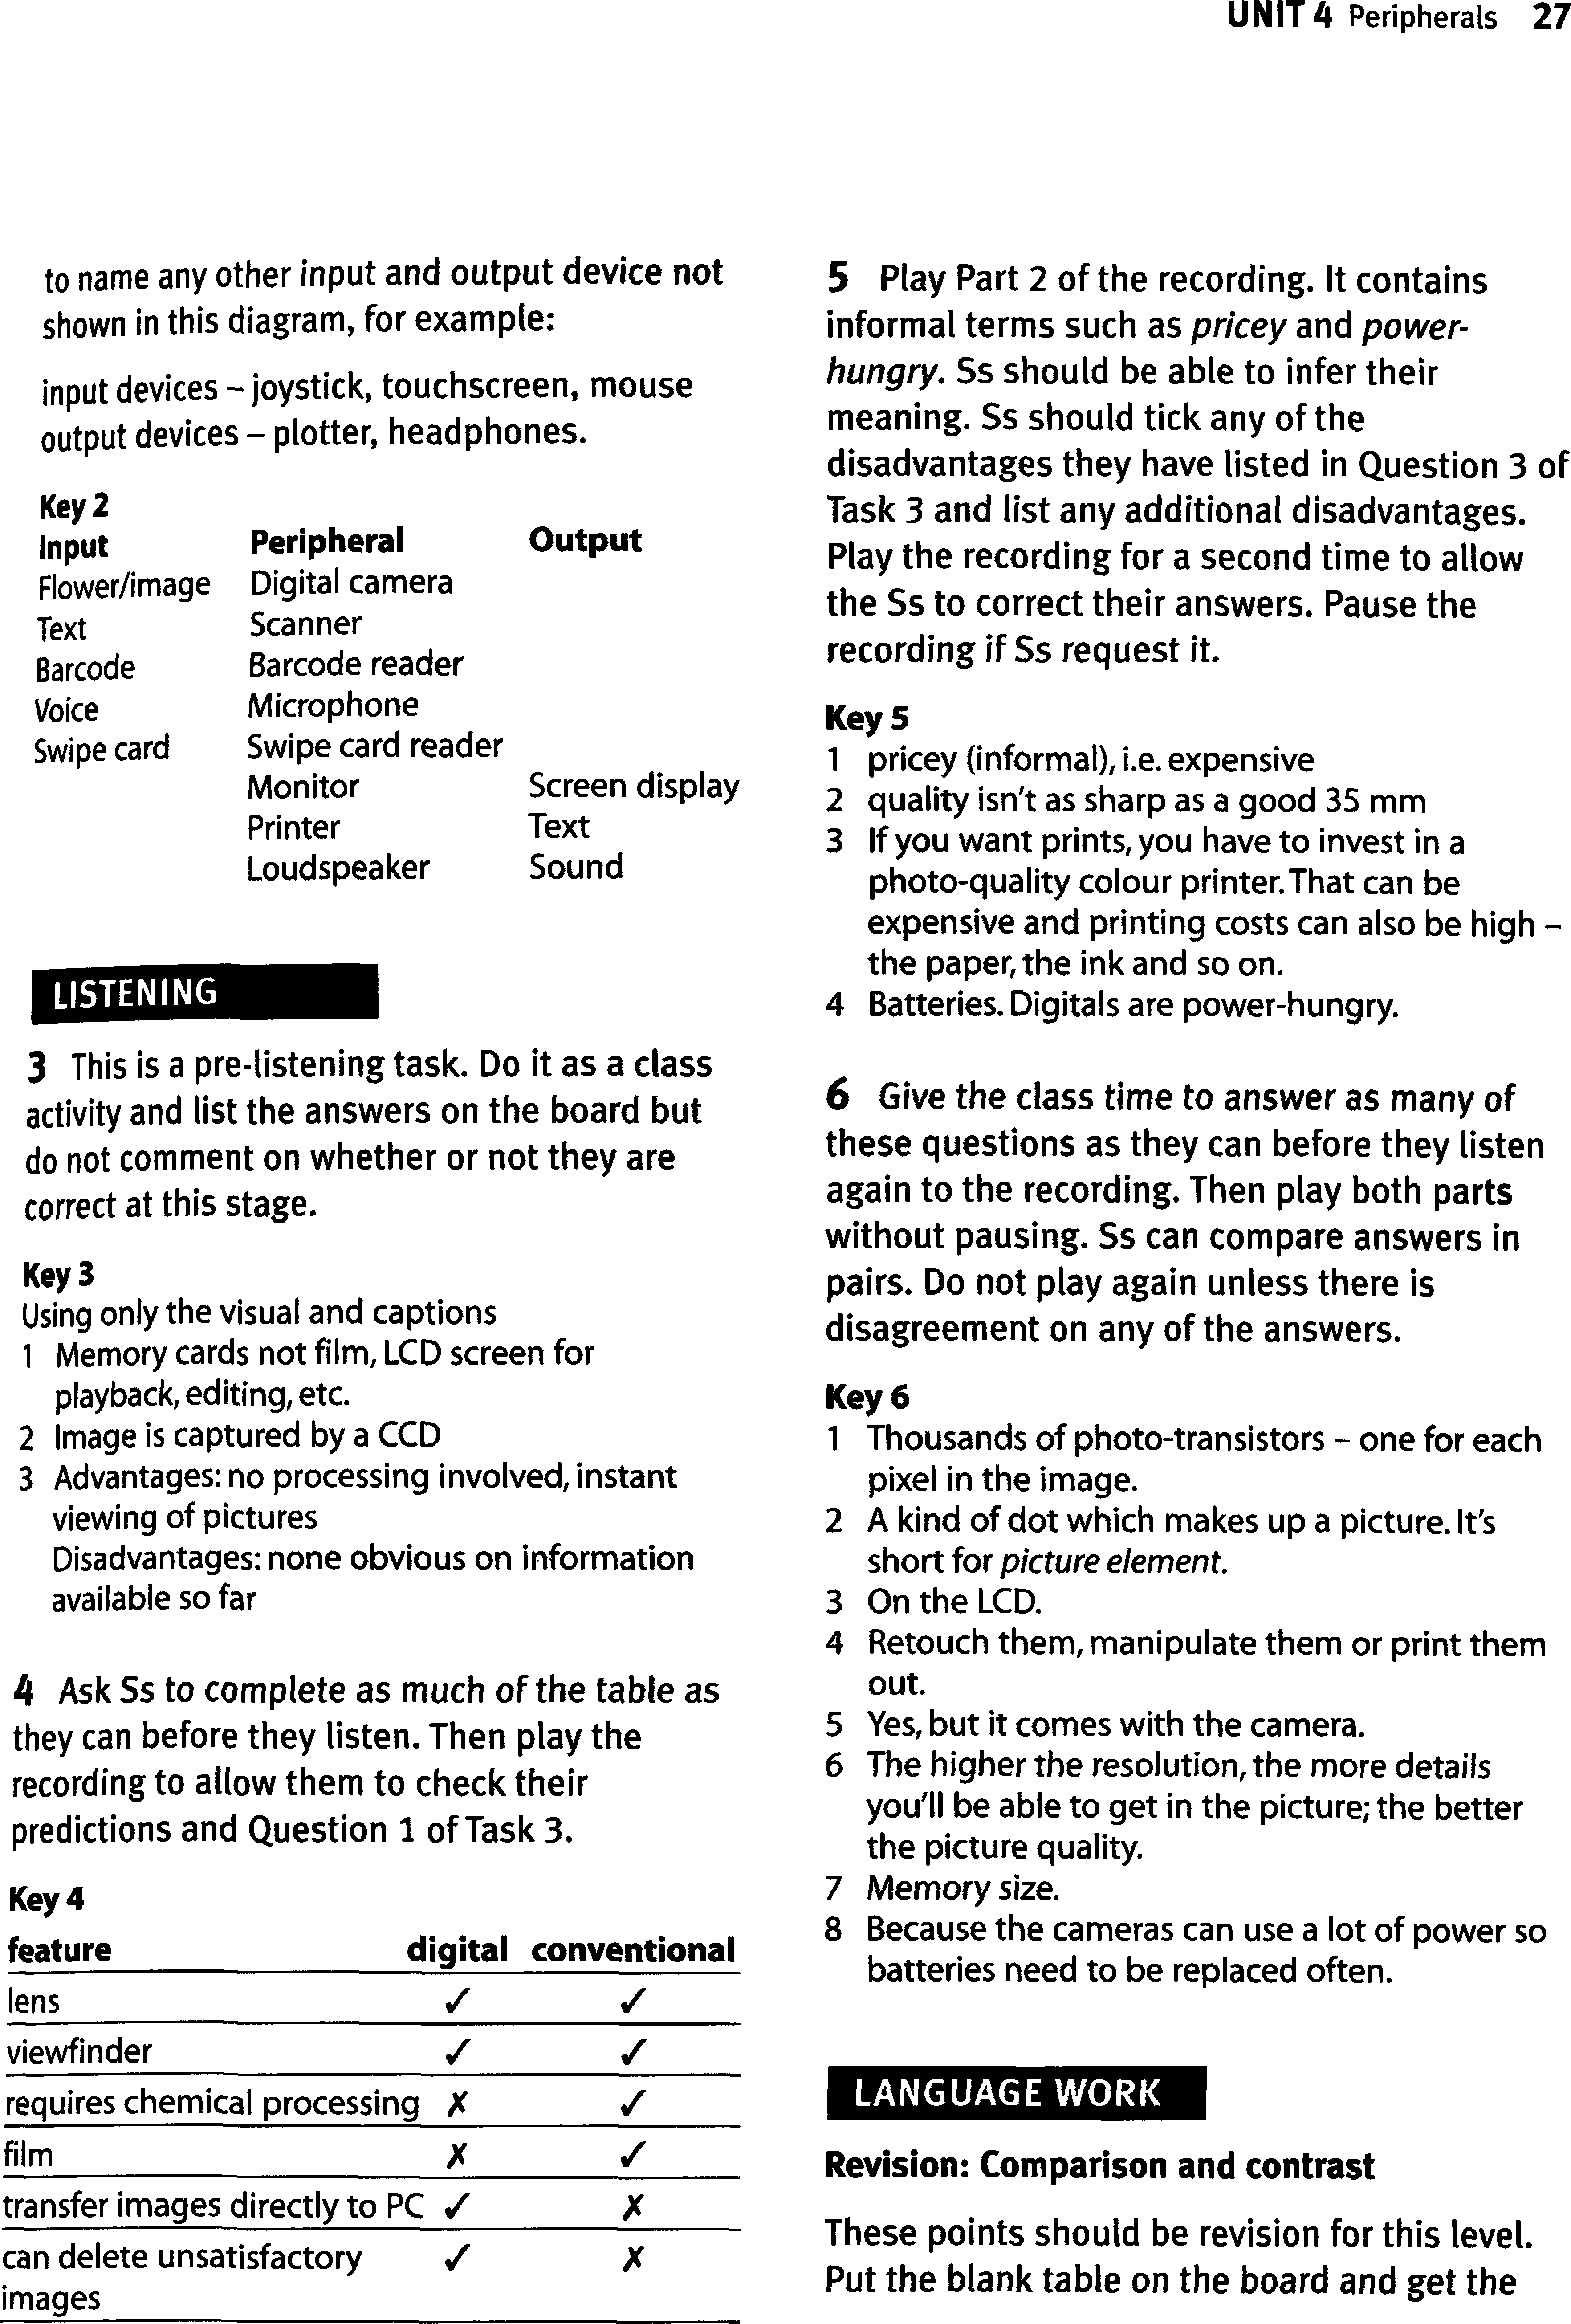 UNIT 4 Peripherals 27
to name any other input and output device not
shown in this diagram, for example:
input devices – joystick, touchscreen, mouse
output devices – plotter, headphones.
Key 2
Input Peripheral Output
Flower/image Digital camera
Text Scanner
Barcode Barcode reader
Voice Microphone
Swipe card Swipe card reader
Monitor Screen display
Printer Text
Loudspeaker Sound
LISTENING
3 This is a pre-listening task. Do it as a class
activity and list the answers on the board but
do not comment on whether or not they are
correct at this stage.
Key 3
Using only the visual and captions
1 Memory cards not film, LCD screen for
playback, editing, etc.
2 Image is captured by a CCD
3 Advantages: no processing involved, instant
viewing of pictures
Disadvantages: none obvious on information
available so far
4 Ask Ss to complete as much of the table as
they can before they listen. Then play the
recording to allow them to check their
predictions and Question 1 of Task 3.
Key 4
feature digital conventional
lens ✓ ✓
viewfinder ✓ ✓
requires chemical processing ✗ ✓
film ✗ ✓
transfer images directly to PC ✓ ✗
can delete unsatisfactory ✓ ✗
images
5 Play Part 2 of the recording. It contains
informal terms such as pricey and power-
hungry. Ss should be able to infer their
meaning. Ss should tick any of the
disadvantages they have listed in Question 3 of
Task 3 and list any additional disadvantages.
Play the recording for a second time to allow
the Ss to correct their answers. Pause the
recording if Ss request it.
Key 5
1 pricey (informal), i.e. expensive
2 quality isn't as sharp as a good 35 mm
3 If you want prints, you have to invest in a
photo-quality colour printer. That can be
expensive and printing costs can also be high –
the paper, the ink and so on.
4 Batteries. Digitals are power-hungry.
6 Give the class time to answer as many of
these questions as they can before they listen
again to the recording. Then play both parts
without pausing. Ss can compare answers in
pairs. Do not play again unless there is
disagreement on any of the answers.
Key 6
1 Thousands of photo-transistors – one for each
pixel in the image.
2 A kind of dot which makes up a picture. It's
short for picture element.
3 On the LCD.
4 Retouch them, manipulate them or print them
out.
5 Yes, but it comes with the camera.
6 The higher the resolution, the more details
you'll be able to get in the picture; the better
the picture quality.
7 Memory size.
8 Because the cameras can use a lot of power so
batteries need to be replaced often.
LANGUAGE WORK
Revision: Comparison and contrast
These points should be revision for this level.
Put the blank table on the board and get the